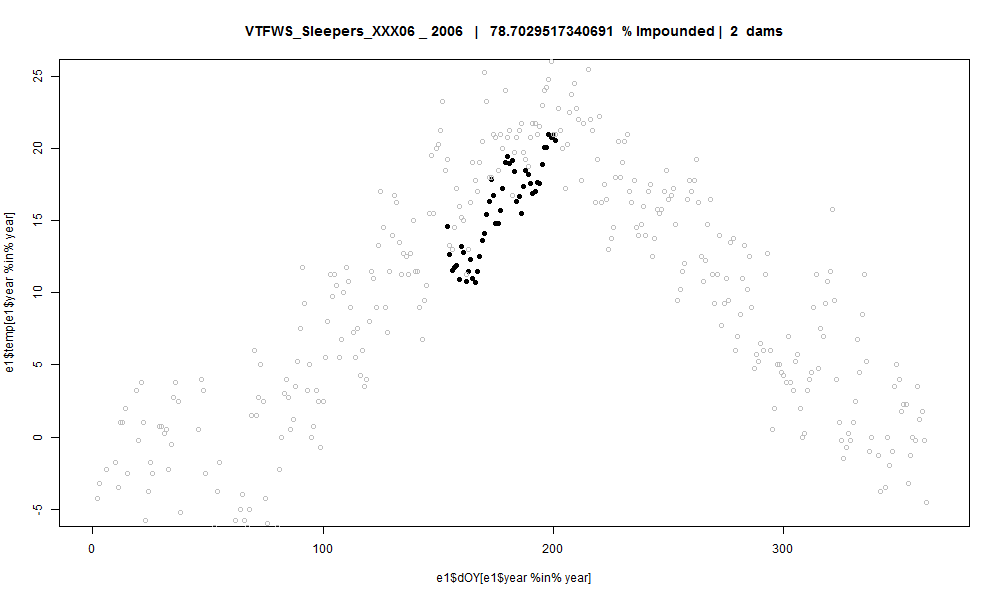 VTFWS_Sleepers_XXX06 _ 2006 | 78.7029517340691 % Impounded | 2 dams
25
20
15
10
5
0
-5
e1$temp[e1$year %in% year]
0 100 200 300
e1$dOY[e1$year %in% year]